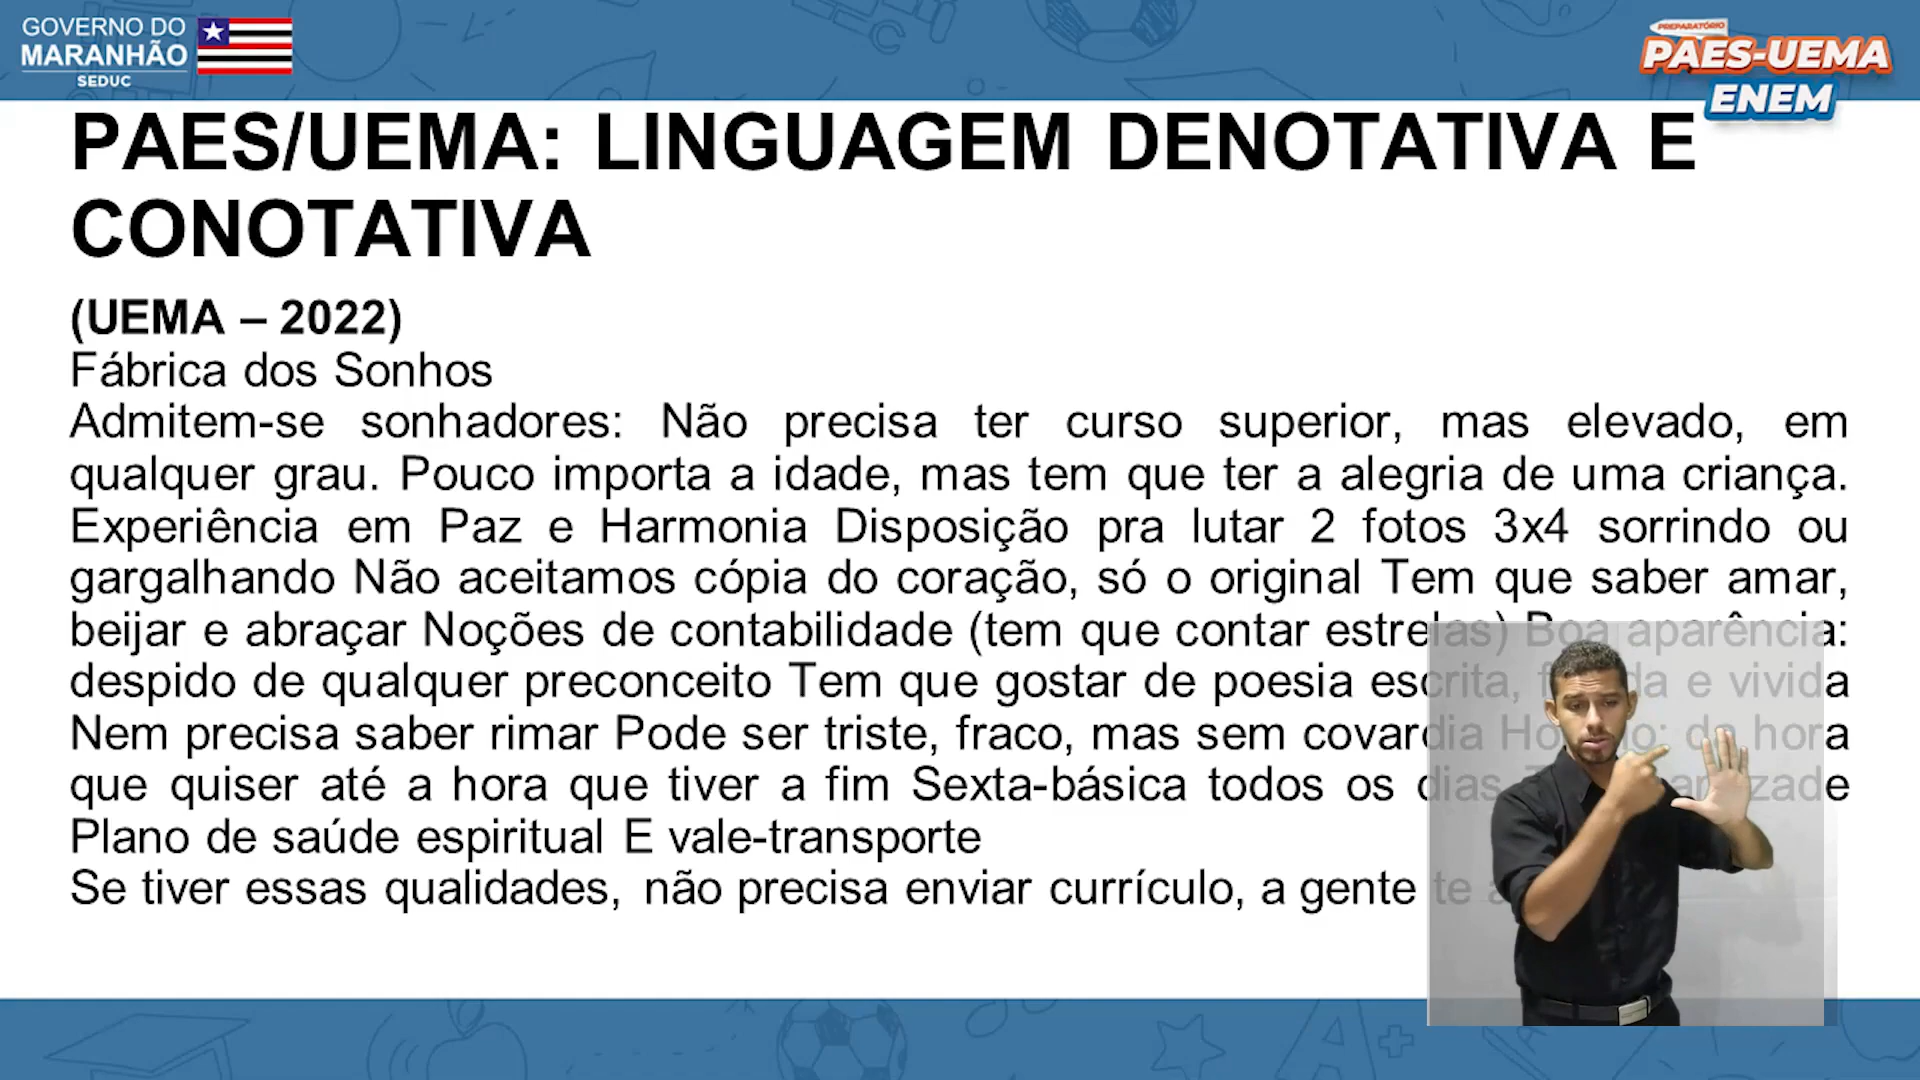 GOVERNO DO
MARANHÃO
SEDUC
PREPARATÓRIO
PAES-UEMA
ENEM
PAES/UEMA: LINGUAGEM DENOTATIVA E
CONOTATIVA
(UEMA – 2022)
Fábrica dos Sonhos
Admitem-se sonhadores: Não precisa ter curso superior, mas elevado, em
qualquer grau. Pouco importa a idade, mas tem que ter a alegria de uma criança.
Experiência em Paz e Harmonia Disposição pra lutar 2 fotos 3x4 sorrindo ou
gargalhando Não aceitamos cópia do coração, só o original Tem que saber amar,
beijar e abraçar Noções de contabilidade (tem que contar estrelas) Boa aparência:
despido de qualquer preconceito Tem que gostar de poesia escrita, e vivida
Nem precisa saber rimar Pode ser triste, fraco, mas sem covardia da hora
que quiser até a hora que tiver a fim Sexta-básica todos os dias
Plano de saúde espiritual E vale-transporte
Se tiver essas qualidades, não precisa enviar currículo, a gente te